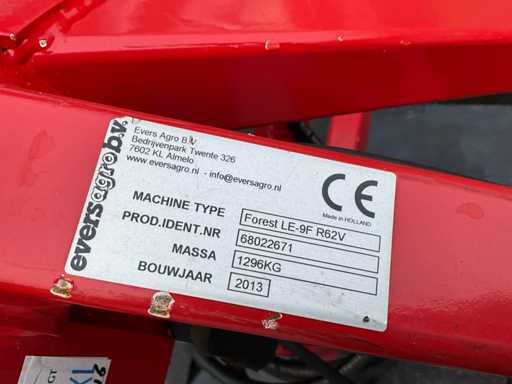 eversagro b.v.
Evers Agro B.V
Bedrijvenpark Twente 326
7602 KL Almelo
www.eversagro.nl - info@eversagro.nl
CE
Made in HOLLAND
MACHINE TYPE Forest LE-9F R62V
PROD.IDENT.NR 68022671
MASSA 1296KG
BOUWJAAR 2013
GT